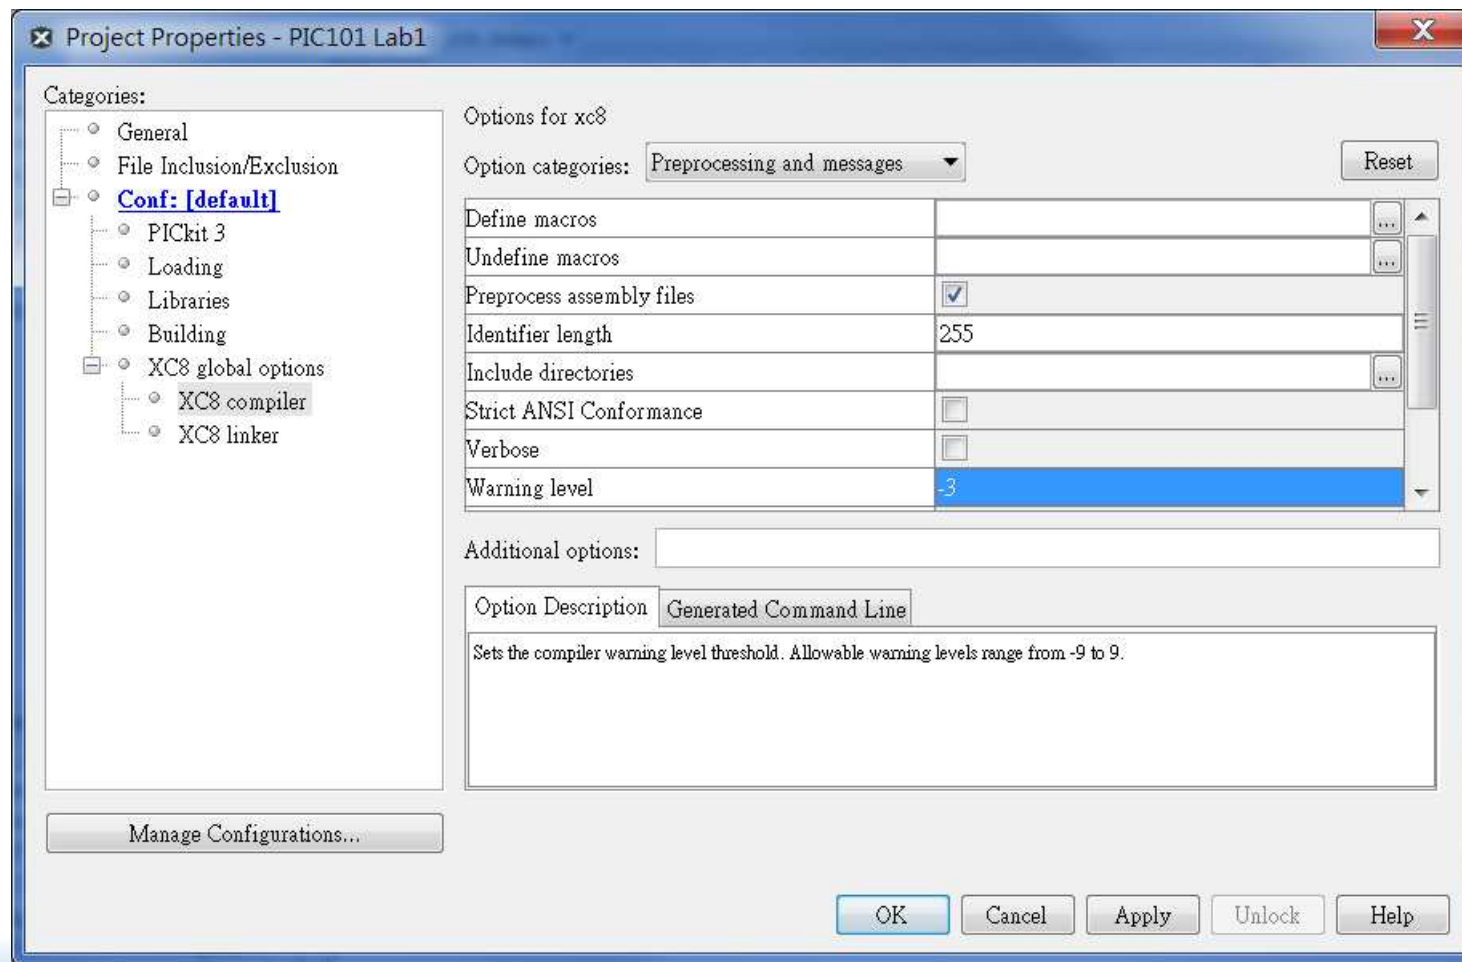 Project Properties - PIC101 Lab1
Categories:
General
File Inclusion/Exclusion
Conf: [default]
PICkit 3
Loading
Libraries
Building
XC8 global options
XC8 compiler
XC8 linker
Manage Configurations...
Options for xc8
Option categories: Preprocessing and messages Reset
Define macros ...
Undefine macros ...
Preprocess assembly files
Identifier length 255
Include directories ...
Strict ANSI Conformance
Verbose
Warning level -3
Additional options:
Option Description Generated Command Line
Sets the compiler warning level threshold. Allowable warning levels range from -9 to 9.
OK Cancel Apply Unlock Help